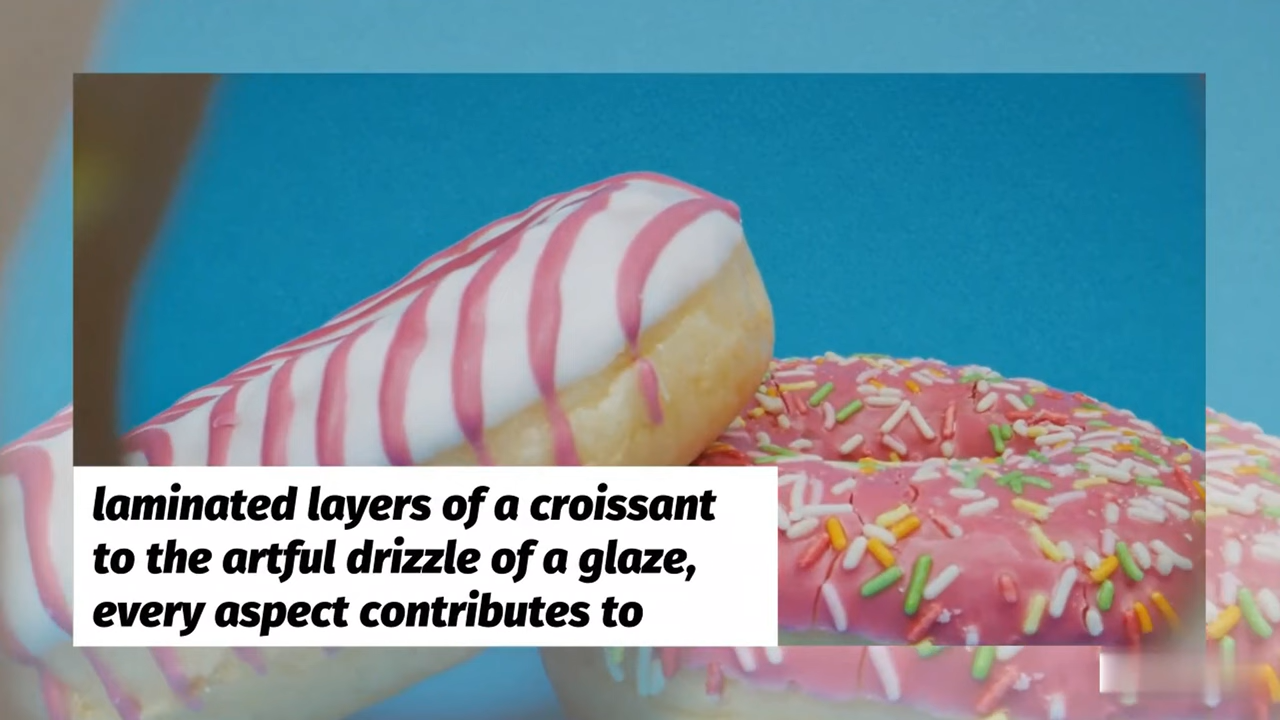 laminated layers of a croissant
to the artful drizzle of a glaze,
every aspect contributes to